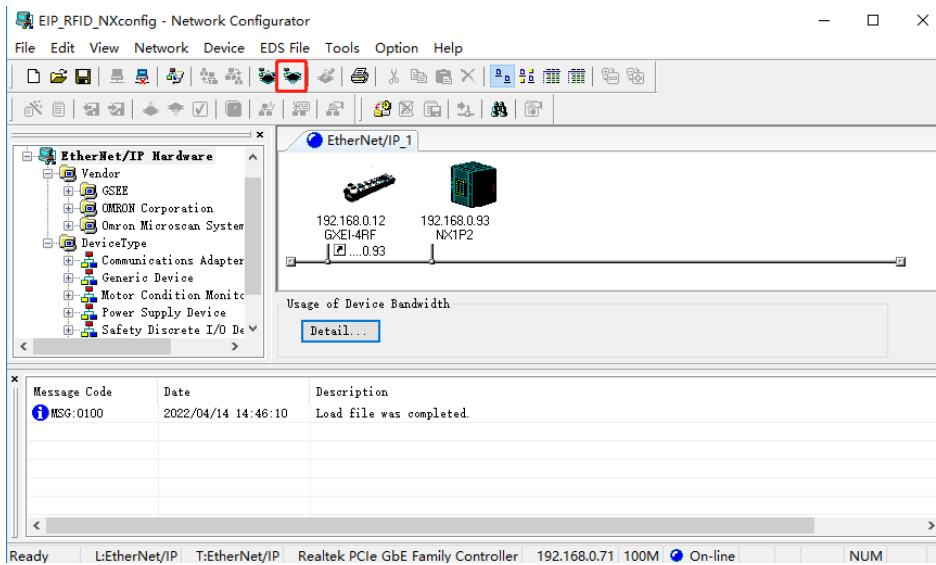 EIP_RFID_NXconfig - Network Configurator
File Edit View Network Device EDS File Tools Option Help
EtherNet/IP Hardware
Vendor
GSEE
OMRON Corporation
Omron Microscan System
DeviceType
Communications Adapter
Generic Device
Motor Condition Monito
Power Supply Device
Safety Discrete I/O De
EtherNet/IP_1
192.168.0.12
GXEI-4RF
....0.93
192.168.0.93
NX1P2
Usage of Device Bandwidth
Detail...
Message Code Date Description
MSG:0100 2022/04/14 14:46:10 Load file was completed.
Ready L:EtherNet/IP T:EtherNet/IP Realtek PCIe GbE Family Controller 192.168.0.71 100M On-line NUM